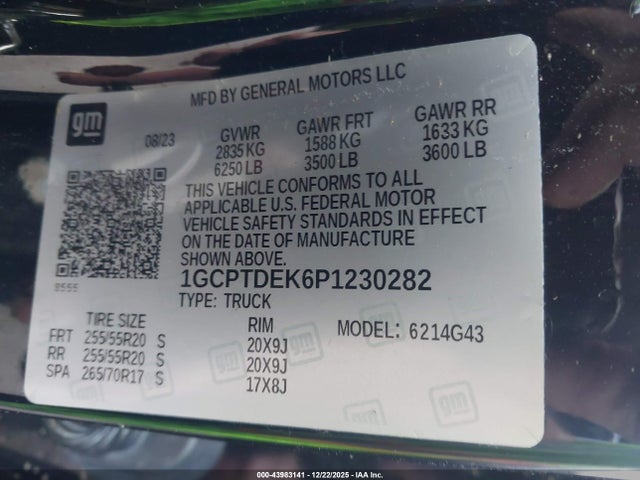 MFD BY GENERAL MOTORS LLC
gm
08/23
GVWR GAWR FRT GAWR RR
2835 KG 1588 KG 1633 KG
6250 LB 3500 LB 3600 LB
THIS VEHICLE CONFORMS TO ALL
APPLICABLE U.S. FEDERAL MOTOR
VEHICLE SAFETY STANDARDS IN EFFECT
ON THE DATE OF MANUFACTURE
SHOWN ABOVE.
8555
1GCPTDEK6P1230282
TYPE: TRUCK
TIRE SIZE RIM MODEL: 6214G43
FRT 255/55R20 S 20X9J
RR 255/55R20 S 20X9J
SPA 265/70R17 S 17X8J
gm
000-43983141 - 12/22/2025 - IAA Inc.